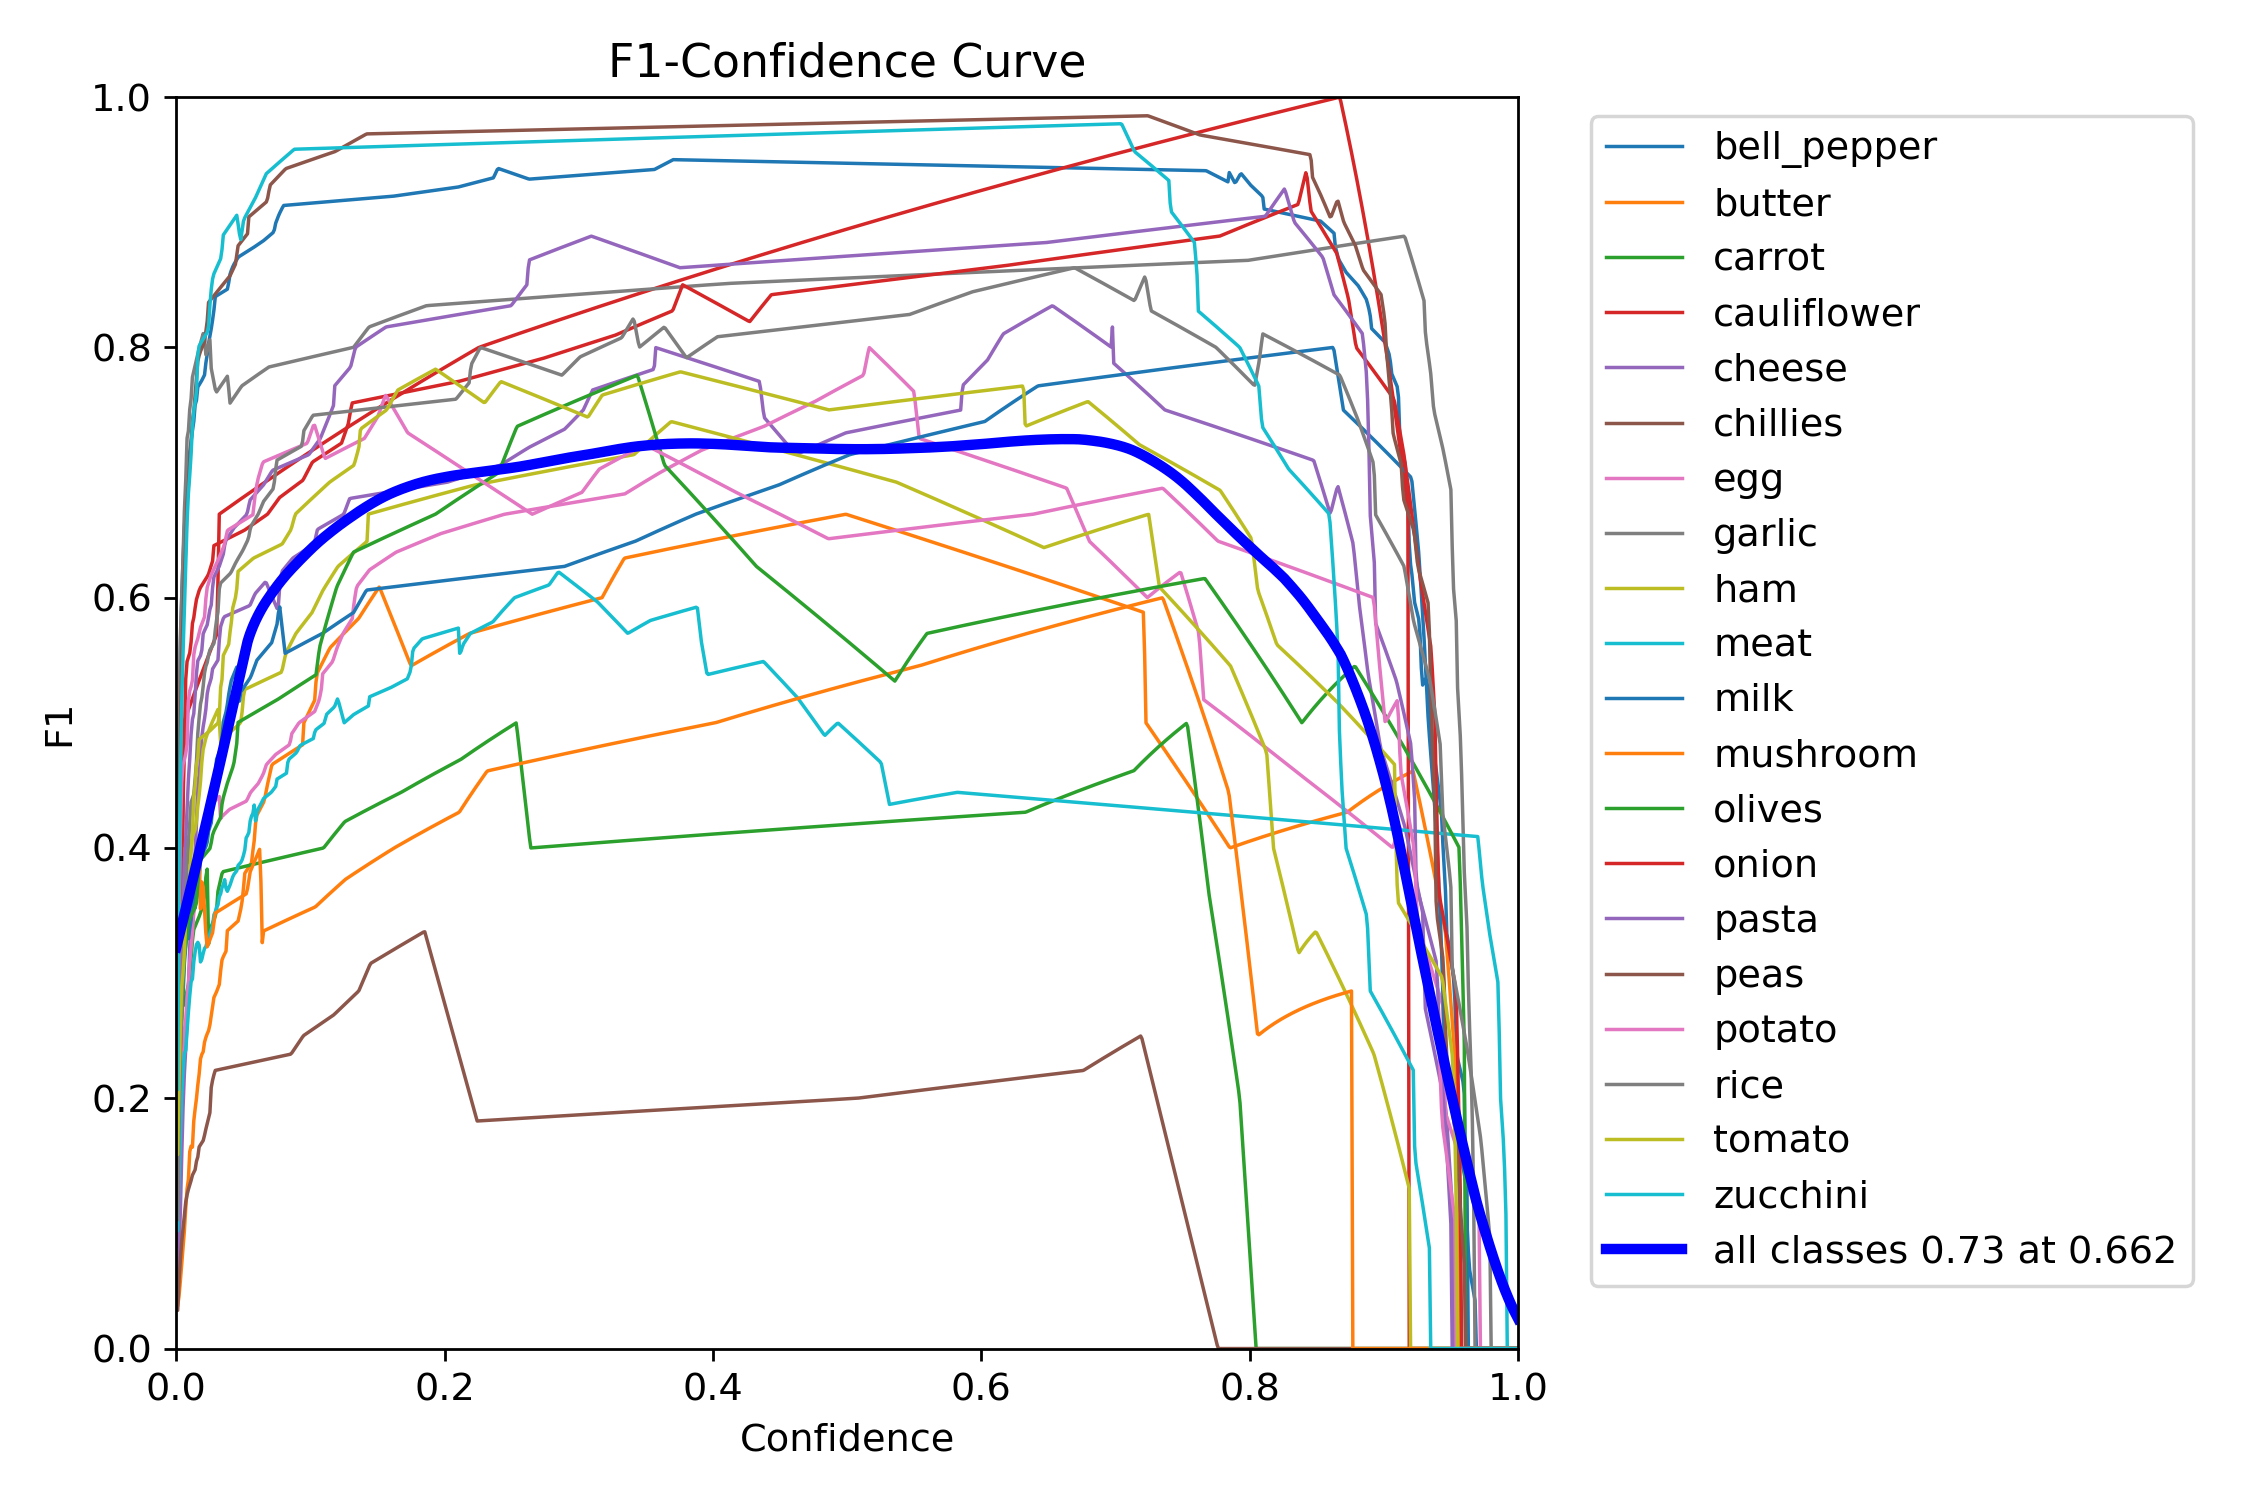 F1-Confidence Curve
1.0
0.8
0.6
0.4
0.2
0.0
F1
0.0 0.2 0.4 0.6 0.8 1.0
Confidence
bell_pepper
butter
carrot
cauliflower
cheese
chillies
egg
garlic
ham
meat
milk
mushroom
olives
onion
pasta
peas
potato
rice
tomato
zucchini
all classes 0.73 at 0.662